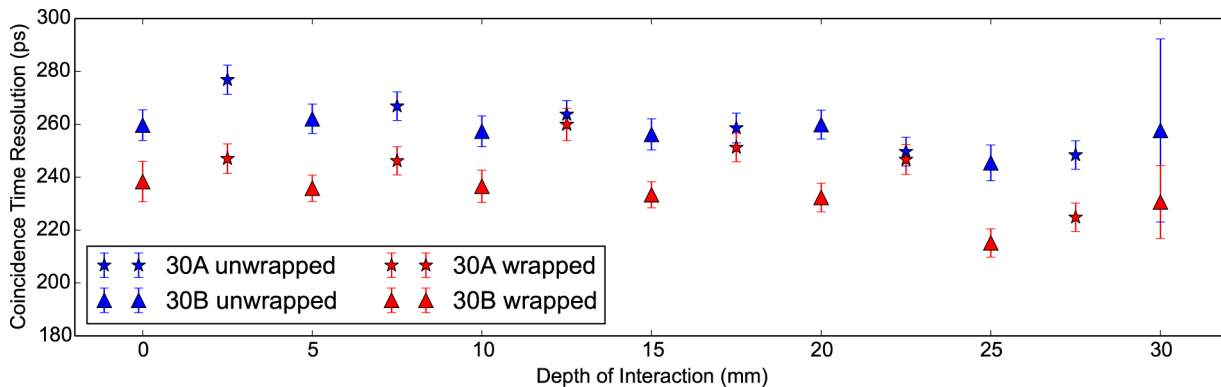 300
280
260
240
220
200
180
Coincidence Time Resolution (ps)
30A unwrapped
30A wrapped
30B unwrapped
30B wrapped
0 5 10 15 20 25 30
Depth of Interaction (mm)